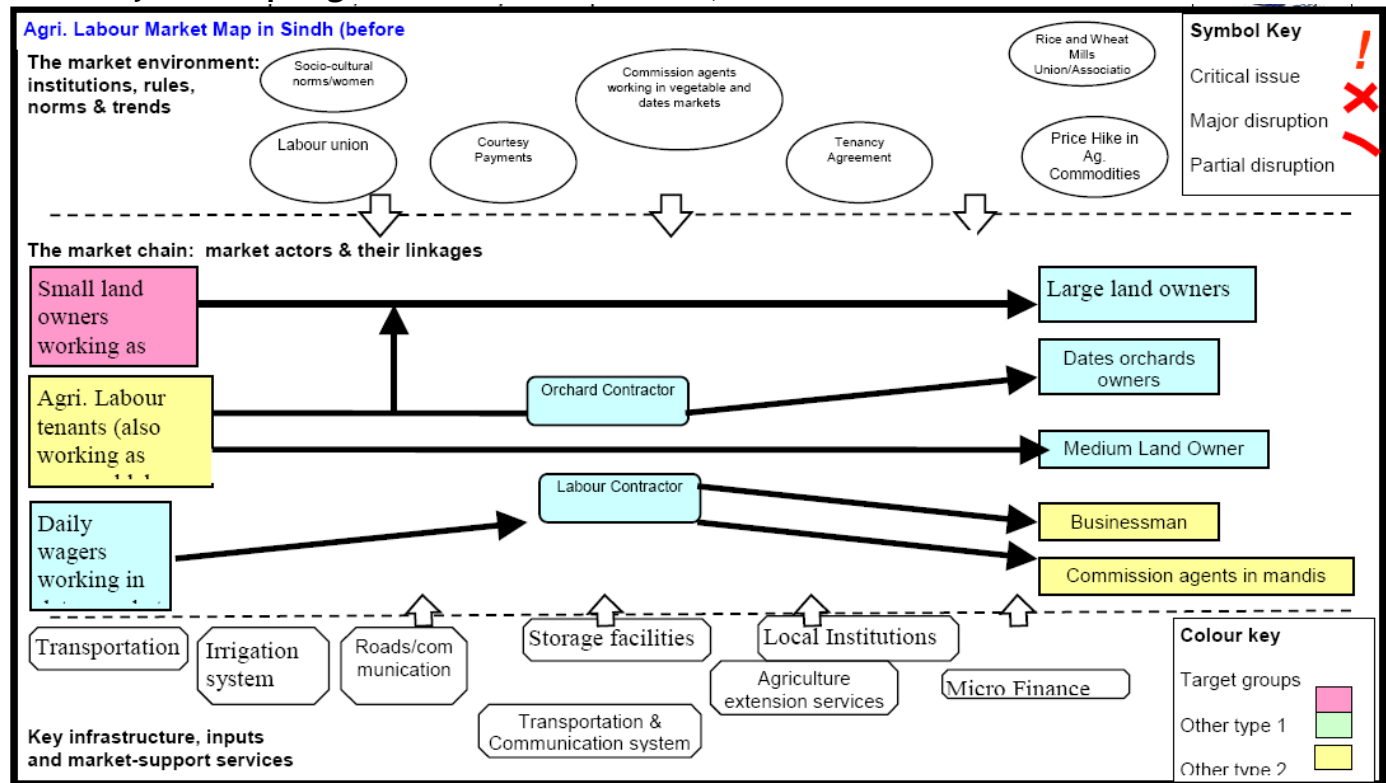 Agri. Labour Market Map in Sindh (before
The market environment:
institutions, rules,
norms & trends
Socio-cultural
norms/women
Labour union
Courtesy
Payments
Commission agents
working in vegetable and
dates markets
Tenancy
Agreement
Rice and Wheat
Mills
Union/Associatio
Price Hike in
Ag.
Commodities
Symbol Key
Critical issue
Major disruption
Partial disruption
The market chain: market actors & their linkages
Small land
owners
working as
Large land owners
Dates orchards
owners
Agri. Labour
tenants (also
working as
Orchard Contractor
Medium Land Owner
Labour Contractor
Daily
wagers
working in
Businessman
Commission agents in mandis
Transportation
Irrigation
system
Roads/com
munication
Storage facilities
Transportation &
Communication system
Local Institutions
Agriculture
extension services
Micro Finance
Key infrastructure, inputs
and market-support services
Colour key
Target groups
Other type 1
Other type 2